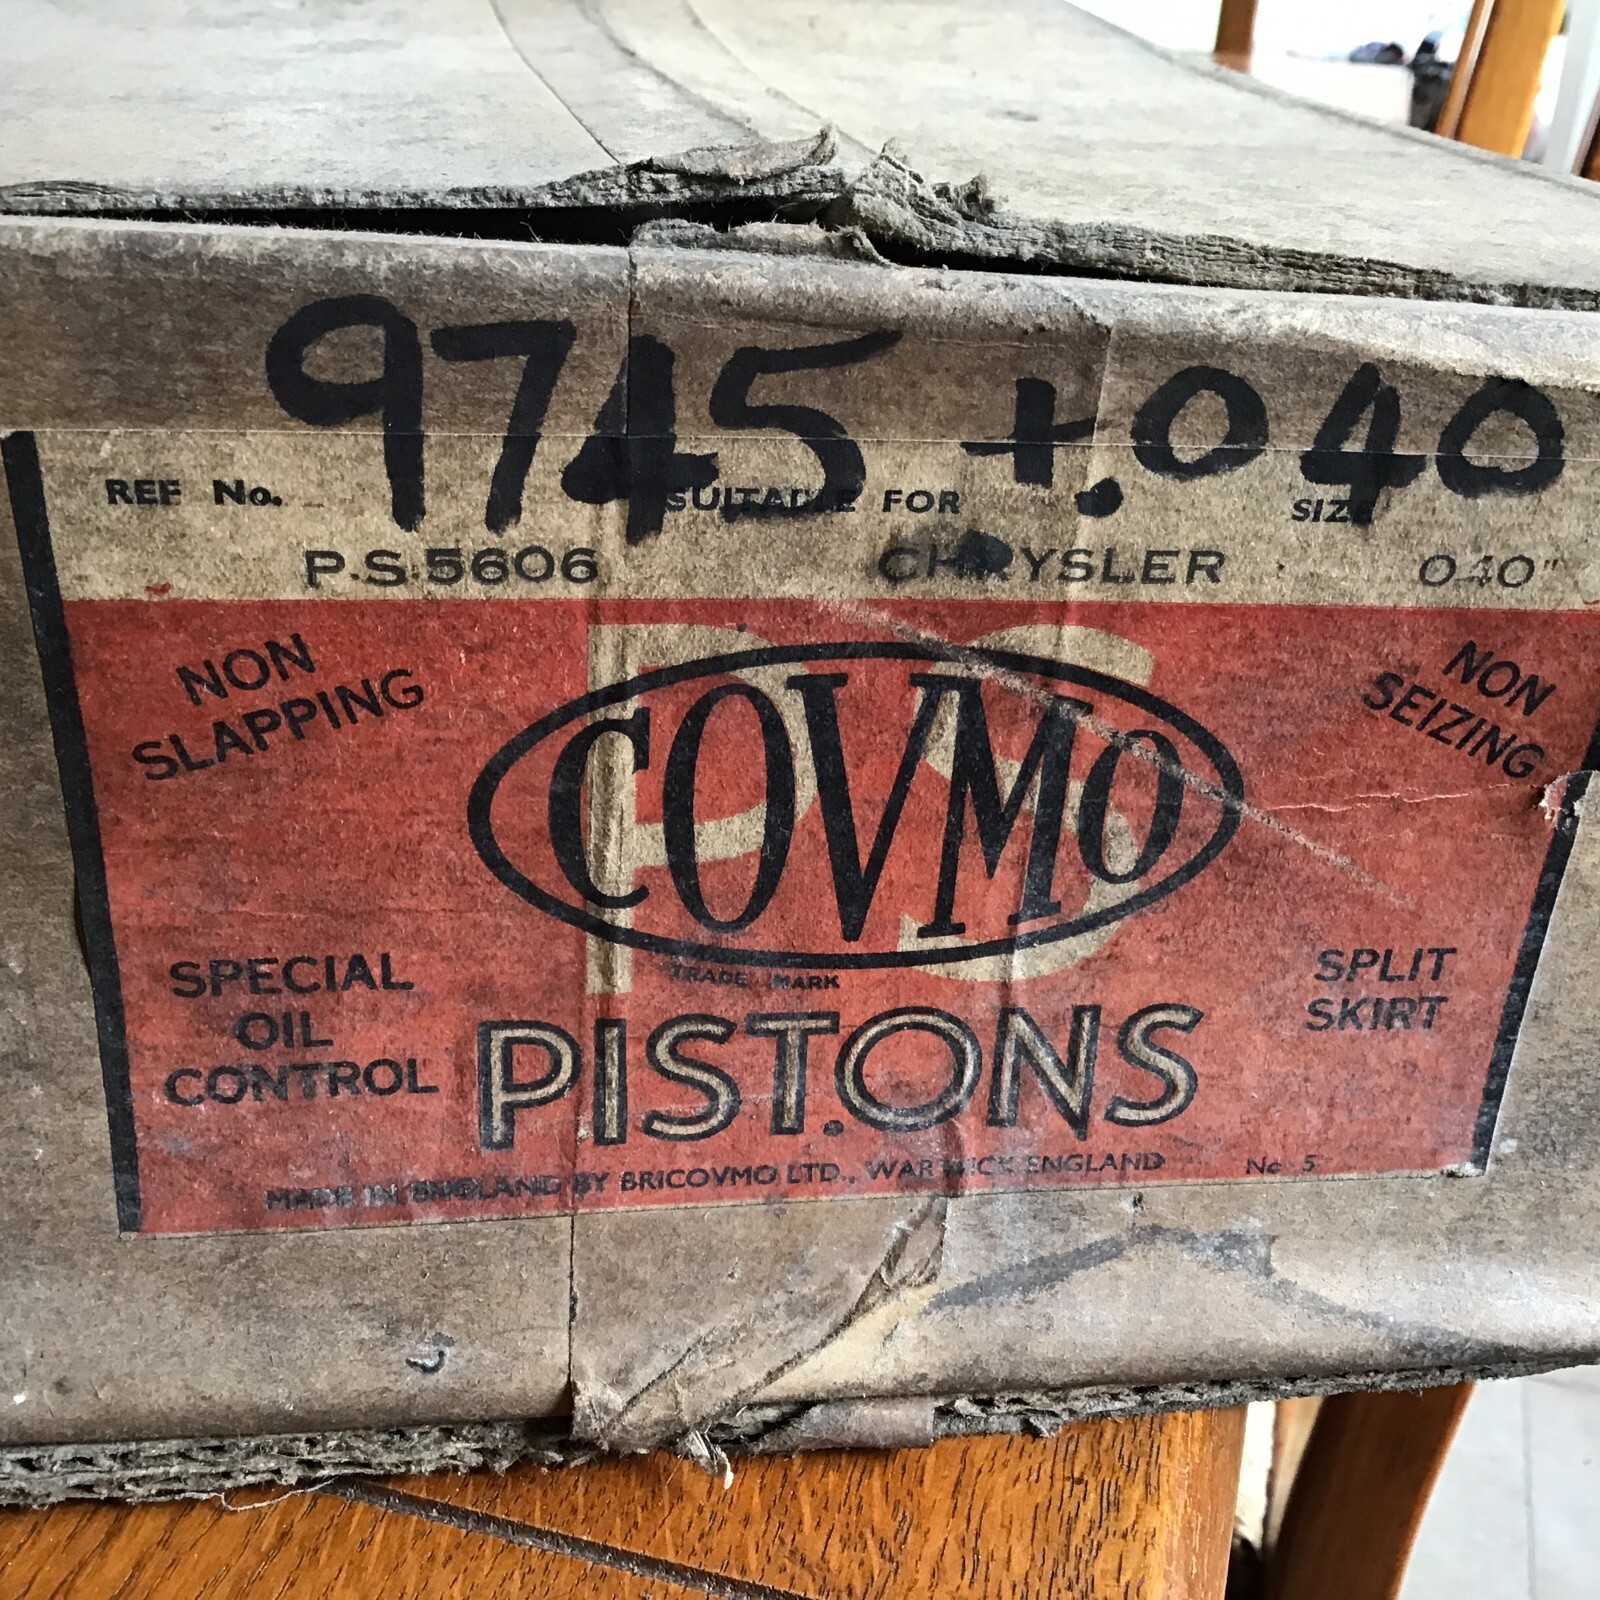 9745 +.040
REF No. SUITABLE FOR SIZE
P.S.5606 CHRYSLER 040"
NON SLAPPING
NON SEIZING
PS
COVMO
TRADE MARK
SPECIAL OIL CONTROL
SPLIT SKIRT
PISTONS
MADE IN ENGLAND BY BRICOVMO LTD., WARWICK ENGLAND No 5